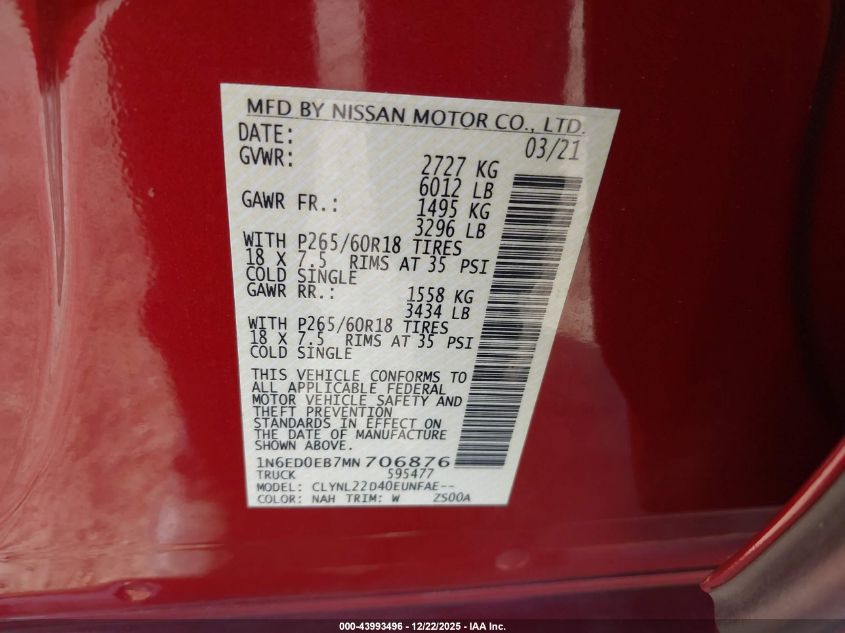 MFD BY NISSAN MOTOR CO., LTD.
DATE: 03/21
GVWR: 2727 KG
6012 LB
GAWR FR.: 1495 KG
3296 LB
WITH P265/60R18 TIRES
18 X 7.5 RIMS AT 35 PSI
COLD SINGLE
GAWR RR.: 1558 KG
3434 LB
WITH P265/60R18 TIRES
18 X 7.5 RIMS AT 35 PSI
COLD SINGLE
THIS VEHICLE CONFORMS TO
ALL APPLICABLE FEDERAL
MOTOR VEHICLE SAFETY AND
THEFT PREVENTION
STANDARDS IN EFFECT ON
THE DATE OF MANUFACTURE
SHOWN ABOVE.
1N6ED0EB7MN706876
TRUCK 595477
MODEL: CLYNL22D40EUNFAE--
COLOR: NAH TRIM: W ZS00A
000-43993496 - 12/22/2025 - IAA Inc.